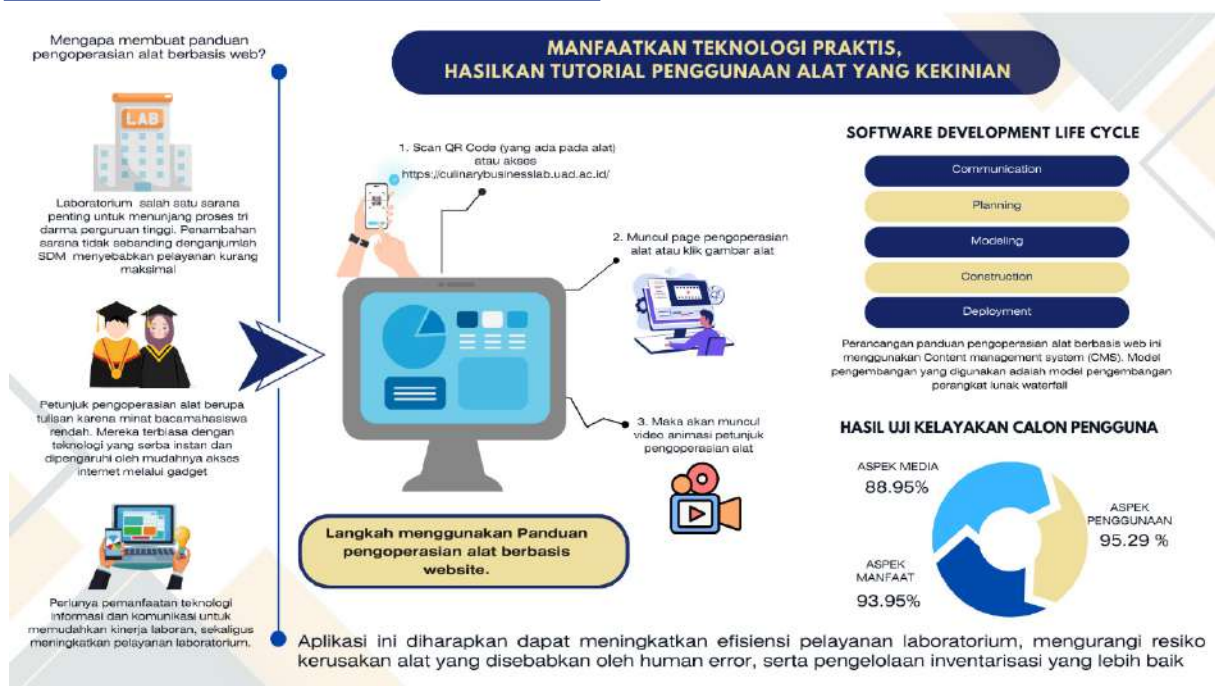 Mengapa membuat panduan
pengoperasian alat berbasis web?
LAB
Laboratorium salah satu sarana
penting untuk menunjang proses tri
darma perguruan tinggi. Penambahan
sarana tidak sebanding denganjumlah
SDM menyebabkan pelayanan kurang
maksimal
Petunjuk pengoperasian alat berupa
tulisan karena minat bacamahasiswa
rendah. Mereka terbiasa dengan
teknologi yang serba instan dan
dipengaruhi oleh mudahnya akses
internet melalui gadget
Perlunya pemanfaatan teknologi
informasi dan komunikasi untuk
memudahkan kinerja laboran, sekaligus
meningkatkan pelayanan laboratorium.
MANFAATKAN TEKNOLOGI PRAKTIS,
HASILKAN TUTORIAL PENGGUNAAN ALAT YANG KEKINIAN
1. Scan QR Code (yang ada pada alat)
atau akses
https://culinarybusinesslab.uad.ac.id/
2. Muncul page pengoperasian
alat atau klik gambar alat
3. Maka akan muncul
video animasi petunjuk
pengoperasian alat
Langkah menggunakan Panduan
pengoperasian alat berbasis
website.
SOFTWARE DEVELOPMENT LIFE CYCLE
Communication
Planning
Modeling
Construction
Deployment
Perancangan panduan pengoperasian alat berbasis web ini
menggunakan Content management system (CMS). Model
pengembangan yang digunakan adalah model pengembangan
perangkat lunak waterfall
HASIL UJI KELAYAKAN CALON PENGGUNA
ASPEK MEDIA
88.95%
ASPEK
PENGGUNAAN
95.29 %
ASPEK
MANFAAT
93.95%
Aplikasi ini diharapkan dapat meningkatkan efisiensi pelayanan laboratorium, mengurangi resiko
kerusakan alat yang disebabkan oleh human error, serta pengelolaan inventarisasi yang lebih baik